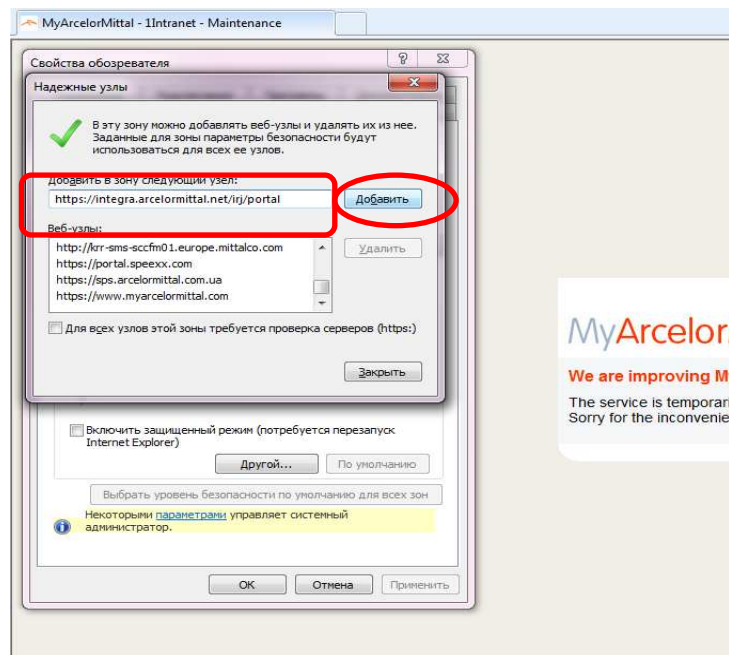 MyArcelorMittal - 1Intranet - Maintenance
Свойства обозревателя
Надежные узлы
В эту зону можно добавлять веб-узлы и удалять их из нее.
Заданные для зоны параметры безопасности будут
использоваться для всех ее узлов.
Добавить в зону следующий узел:
https://integra.arcelormittal.net/irj/portal
Добавить
Веб-узлы:
http://krr-sms-sccfm01.europe.mittalco.com
https://portal.speexx.com
https://sps.arcelormittal.com.ua
https://www.myarcelormittal.com
Удалить
Для всех узлов этой зоны требуется проверка серверов (https:)
Закрыть
MyArcelor
We are improving M
The service is temporari
Sorry for the inconvenie
Включить защищенный режим (потребуется перезапуск
Internet Explorer)
Другой...
По умолчанию
Выбрать уровень безопасности по умолчанию для всех зон
Некоторыми параметрами управляет системный
администратор.
OK
Отмена
Применить